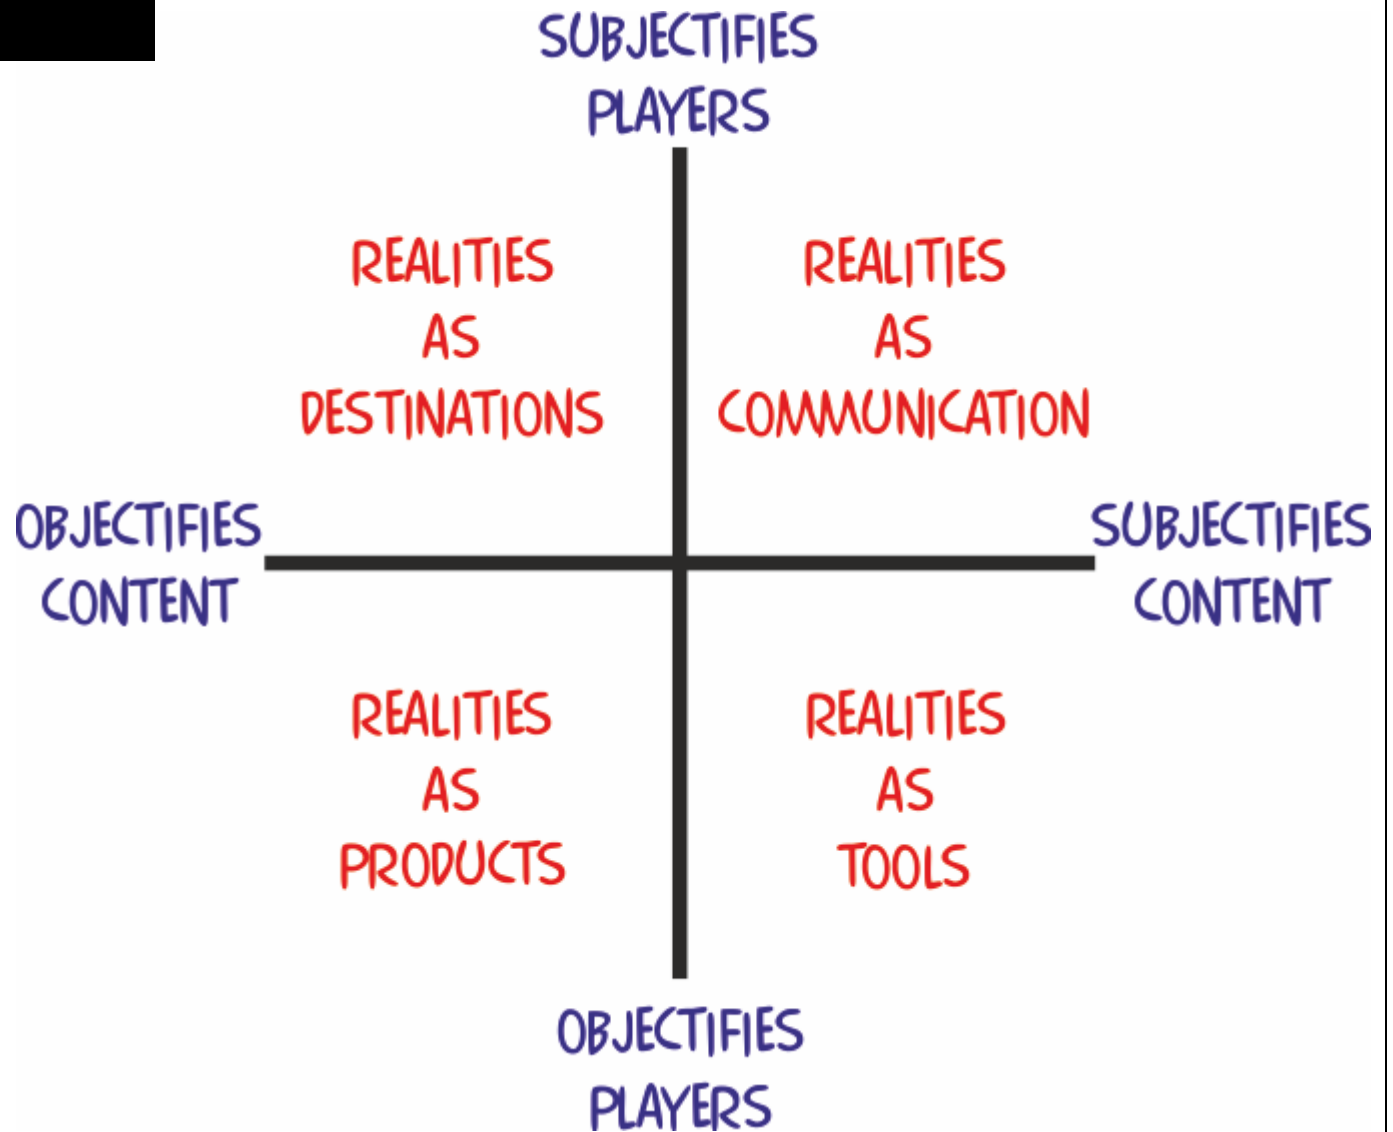 SUBJECTIFIES
PLAYERS
REALITIES
AS
DESTINATIONS
REALITIES
AS
COMMUNICATION
OBJECTIFIES
CONTENT
SUBJECTIFIES
CONTENT
REALITIES
AS
PRODUCTS
REALITIES
AS
TOOLS
OBJECTIFIES
PLAYERS